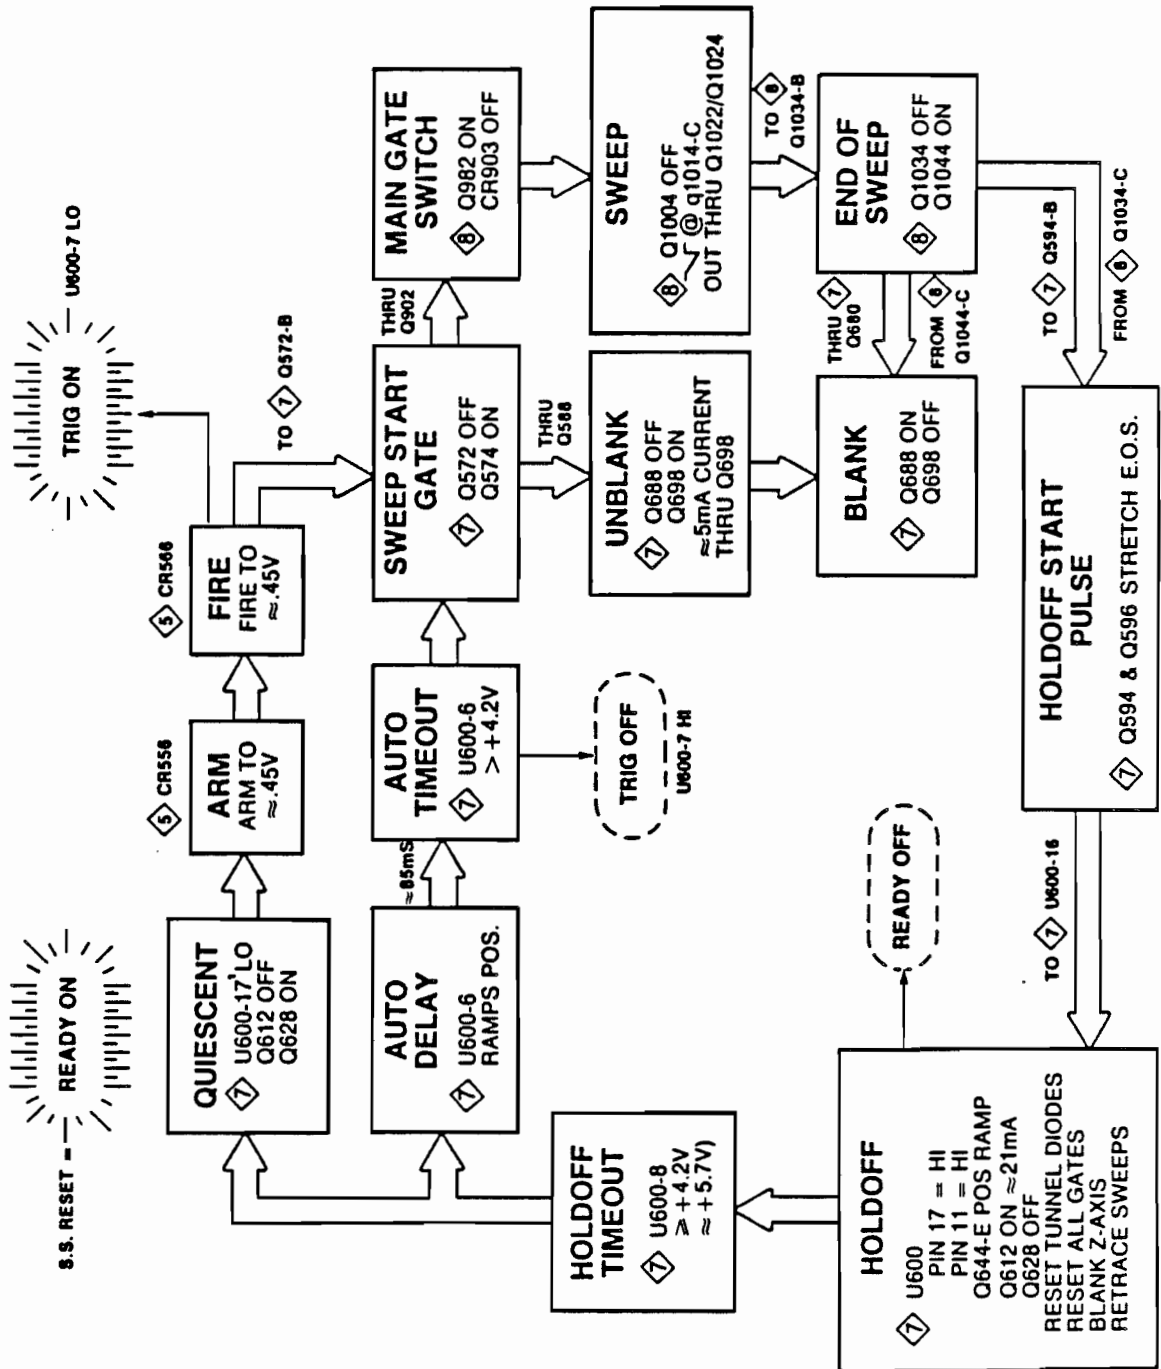 S.S. RESET =
READY ON
TRIG ON
U600-7 LO
QUIESCENT
7 U600-17' LO
Q612 OFF
Q628 ON
5 CR556
ARM
ARM TO
≈.45V
5 CR566
FIRE
FIRE TO
≈.45V
TO 7 Q572-B
AUTO
DELAY
7 U600-6
RAMPS POS.
≈85mS
AUTO
TIMEOUT
7 U600-6
> +4.2V
TRIG OFF
U600-7 HI
SWEEP START
GATE
7 Q572 OFF
Q574 ON
THRU
Q902
MAIN GATE
SWITCH
8 Q982 ON
CR903 OFF
THRU
Q588
UNBLANK
7 Q688 OFF
Q698 ON
≈5mA CURRENT
THRU Q698
SWEEP
8 Q1004 OFF
@ q1014-C
OUT THRU Q1022/Q1024
TO 8
Q1034-B
HOLDOFF
TIMEOUT
7 U600-8
⩾ +4.2V
≈ +5.7V)
BLANK
7 Q688 ON
Q698 OFF
THRU 7
Q680
FROM 8
Q1044-C
END OF
SWEEP
8 Q1034 OFF
Q1044 ON
READY OFF
TO 7 Q594-B
FROM 8 Q1034-C
HOLDOFF
7 U600
PIN 17 = HI
PIN 11 = HI
Q644-E POS RAMP
Q612 ON ≈21mA
Q628 OFF
RESET TUNNEL DIODES
RESET ALL GATES
BLANK Z-AXIS
RETRACE SWEEPS
TO 7 U600-16
HOLDOFF START
PULSE
7 Q594 & Q596 STRETCH E.O.S.